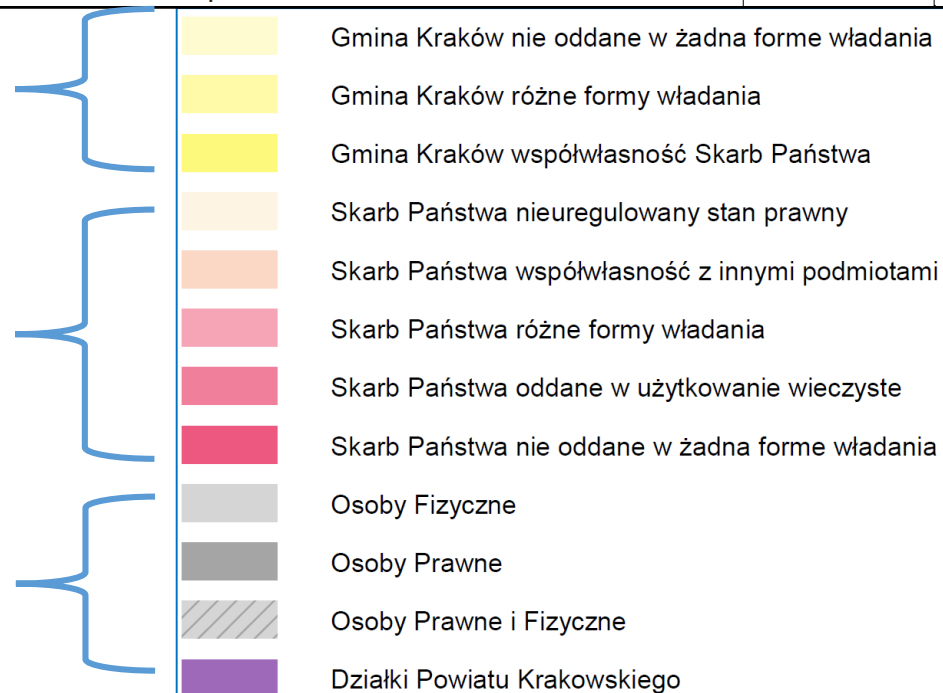 Gmina Kraków nie oddane w żadna forme władania
Gmina Kraków różne formy władania
Gmina Kraków współwłasność Skarb Państwa
Skarb Państwa nieuregulowany stan prawny
Skarb Państwa współwłasność z innymi podmiotami
Skarb Państwa różne formy władania
Skarb Państwa oddane w użytkowanie wieczyste
Skarb Państwa nie oddane w żadna forme władania
Osoby Fizyczne
Osoby Prawne
Osoby Prawne i Fizyczne
Działki Powiatu Krakowskiego